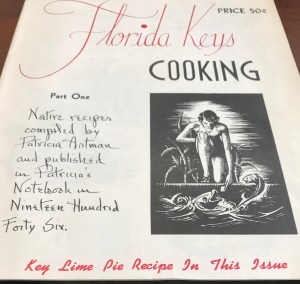 PRICE 50¢
Florida Keys
COOKING
Part One
Native recipes
compiled by
Patricia Artman
and published
in Patricia's
Notebook in
Nineteen Hundred
Forty Six.
Key Lime Pie Recipe In This Issue